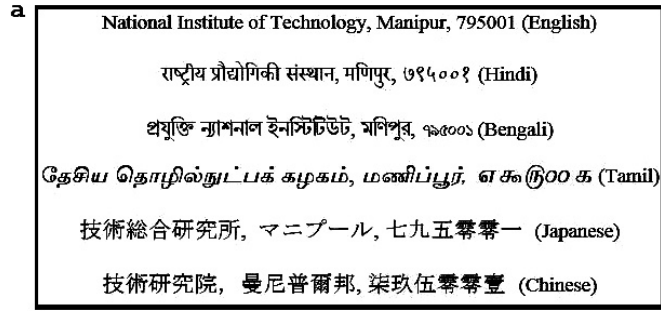 a
National Institute of Technology, Manipur, 795001 (English)
राष्ट्रीय प्रौद्योगिकी संस्थान, मणिपुर, ७९५००१ (Hindi)
প্রযুক্তি ন্যাশনাল ইনস্টিটিউট, মণিপুর, ৭৯৫০০১ (Bengali)
தேசிய தொழில்நுட்பக் கழகம், மணிப்பூர், எ௯ரு00 க (Tamil)
技術総合研究所, マニプール, 七九五零零一 (Japanese)
技術研究院, 曼尼普爾邦, 柒玖伍零零壹 (Chinese)